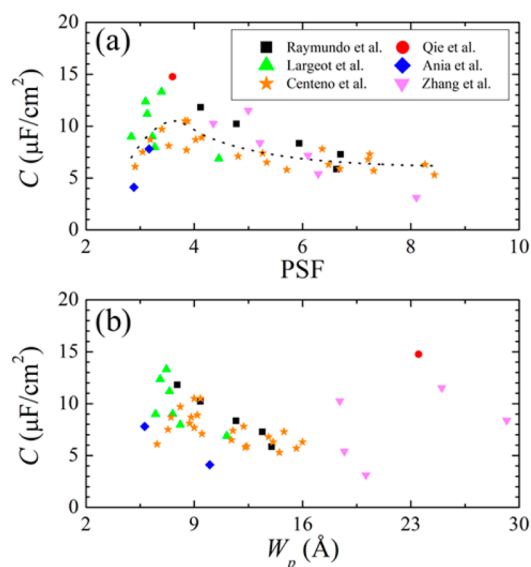 (a)
Raymundo et al. Qie et al.
Largeot et al. Ania et al.
Centeno et al. Zhang et al.
20
15
10
5
0
C (μF/cm²)
2 4 6 8 10
PSF
(b)
20
15
10
5
0
C (μF/cm²)
2 9 16 23 30
Wp (Å)